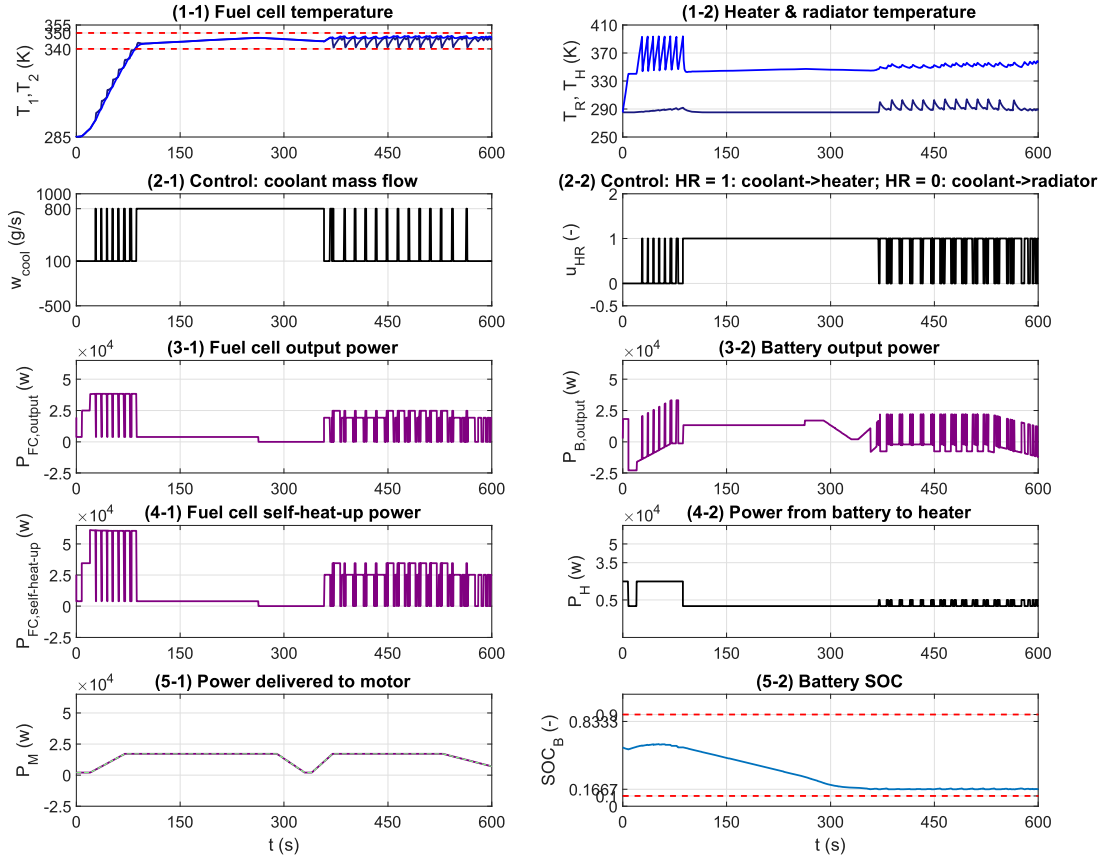 (1-1) Fuel cell temperature
355
350
340
285
T1, T2 (K)
0 150 300 450 600
(1-2) Heater & radiator temperature
410
370
330
290
250
TR, TH (K)
0 150 300 450 600
(2-1) Control: coolant mass flow
1000
800
100
-500
wcool (g/s)
0 150 300 450 600
(2-2) Control: HR = 1: coolant->heater; HR = 0: coolant->radiator
2
1
0
-0.5
uHR (-)
0 150 300 450 600
(3-1) Fuel cell output power
×10^4
5
2.5
0
-2.5
PFC,output (w)
0 150 300 450 600
(3-2) Battery output power
×10^4
5
2.5
0
-2.5
PB,output (w)
0 150 300 450 600
(4-1) Fuel cell self-heat-up power
×10^4
5
2.5
0
-2.5
PFC,self-heat-up (w)
0 150 300 450 600
(4-2) Power from battery to heater
×10^4
5
3.5
0.5
-2.5
PH (w)
0 150 300 450 600
(5-1) Power delivered to motor
×10^4
5
2.5
0
-2.5
PM (w)
0 150 300 450 600
t (s)
(5-2) Battery SOC
0.9
0.8333
0.1667
0.1
0
SOCB (-)
0 150 300 450 600
t (s)